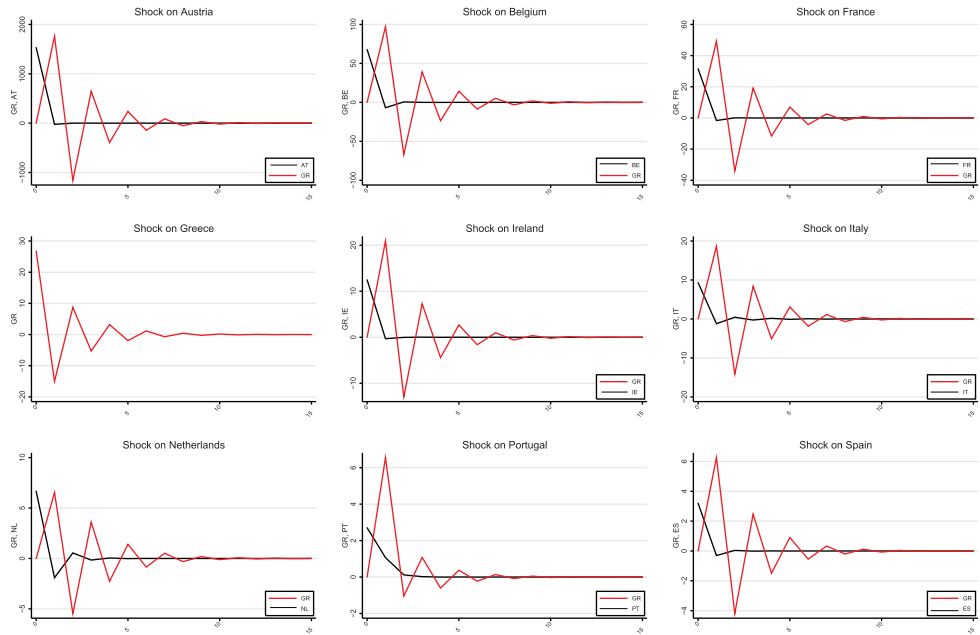 Shock on Austria
GR, AT
2000
1000
0
−1000
0
5
10
15
AT
GR
Shock on Belgium
GR, BE
100
50
0
−50
−100
0
5
10
15
BE
GR
Shock on France
GR, FR
60
40
20
0
−20
−40
0
5
10
15
FR
GR
Shock on Greece
GR
30
20
10
0
−10
−20
0
5
10
15
Shock on Ireland
GR, IE
20
10
0
−10
0
5
10
15
GR
IE
Shock on Italy
GR, IT
20
10
0
−10
−20
0
5
10
15
GR
IT
Shock on Netherlands
GR, NL
10
5
0
−5
0
5
10
15
GR
NL
Shock on Portugal
GR, PT
6
4
2
0
−2
0
5
10
15
GR
PT
Shock on Spain
GR, ES
6
4
2
0
−2
−4
0
5
10
15
GR
ES